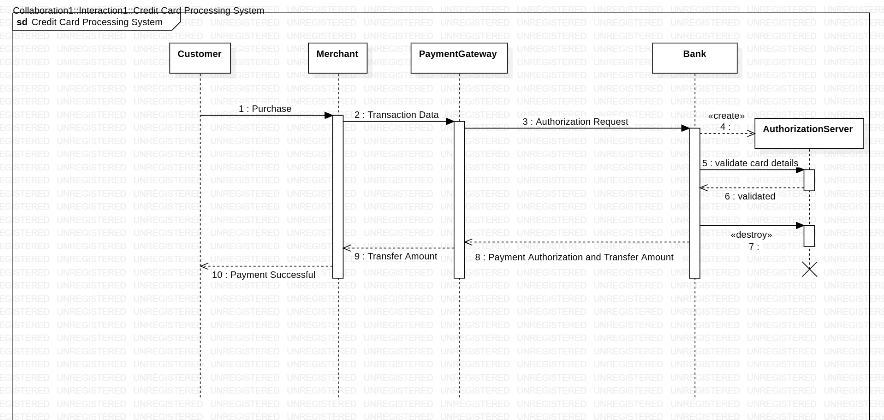 Collaboration1::Interaction1::Credit Card Processing System
sd Credit Card Processing System
Customer
Merchant
PaymentGateway
Bank
1 : Purchase
2 : Transaction Data
3 : Authorization Request
«create»
4 :
AuthorizationServer
5 : validate card details
6 : validated
«destroy»
7 :
8 : Payment Authorization and Transfer Amount
9 : Transfer Amount
10 : Payment Successful
UNREGISTERED